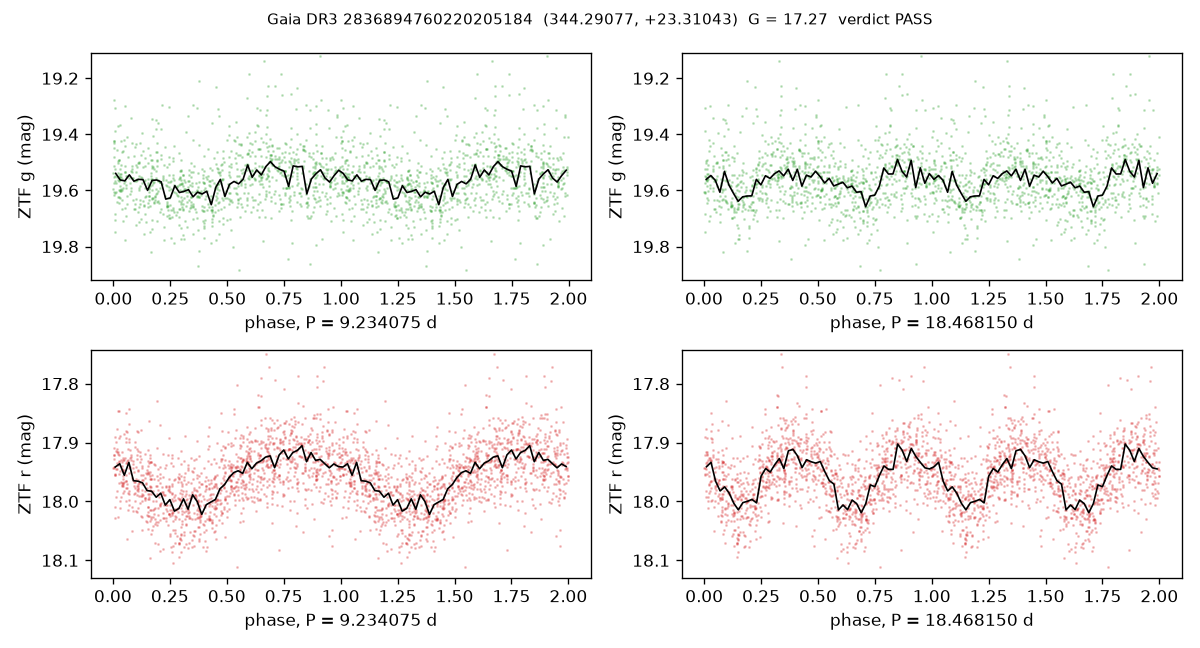 Gaia DR3 2836894760220205184 (344.29077, +23.31043) G = 17.27 verdict PASS
ZTF g (mag)
19.2
19.4
19.6
19.8
0.00 0.25 0.50 0.75 1.00 1.25 1.50 1.75 2.00
phase, P = 9.234075 d
ZTF g (mag)
19.2
19.4
19.6
19.8
0.00 0.25 0.50 0.75 1.00 1.25 1.50 1.75 2.00
phase, P = 18.468150 d
ZTF r (mag)
17.8
17.9
18.0
18.1
0.00 0.25 0.50 0.75 1.00 1.25 1.50 1.75 2.00
phase, P = 9.234075 d
ZTF r (mag)
17.8
17.9
18.0
18.1
0.00 0.25 0.50 0.75 1.00 1.25 1.50 1.75 2.00
phase, P = 18.468150 d